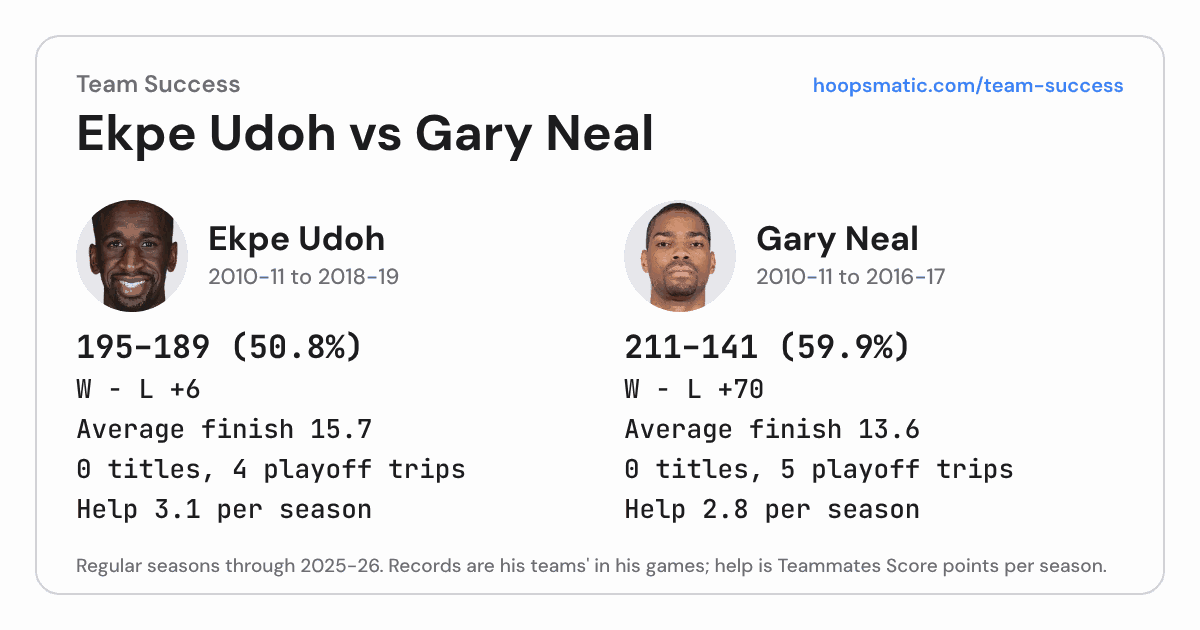 Team Success
hoopsmatic.com/team-success
Ekpe Udoh vs Gary Neal
Ekpe Udoh
2010-11 to 2018-19
195-189 (50.8%)
W - L +6
Average finish 15.7
0 titles, 4 playoff trips
Help 3.1 per season
Gary Neal
2010-11 to 2016-17
211-141 (59.9%)
W - L +70
Average finish 13.6
0 titles, 5 playoff trips
Help 2.8 per season
Regular seasons through 2025-26. Records are his teams' in his games; help is Teammates Score points per season.